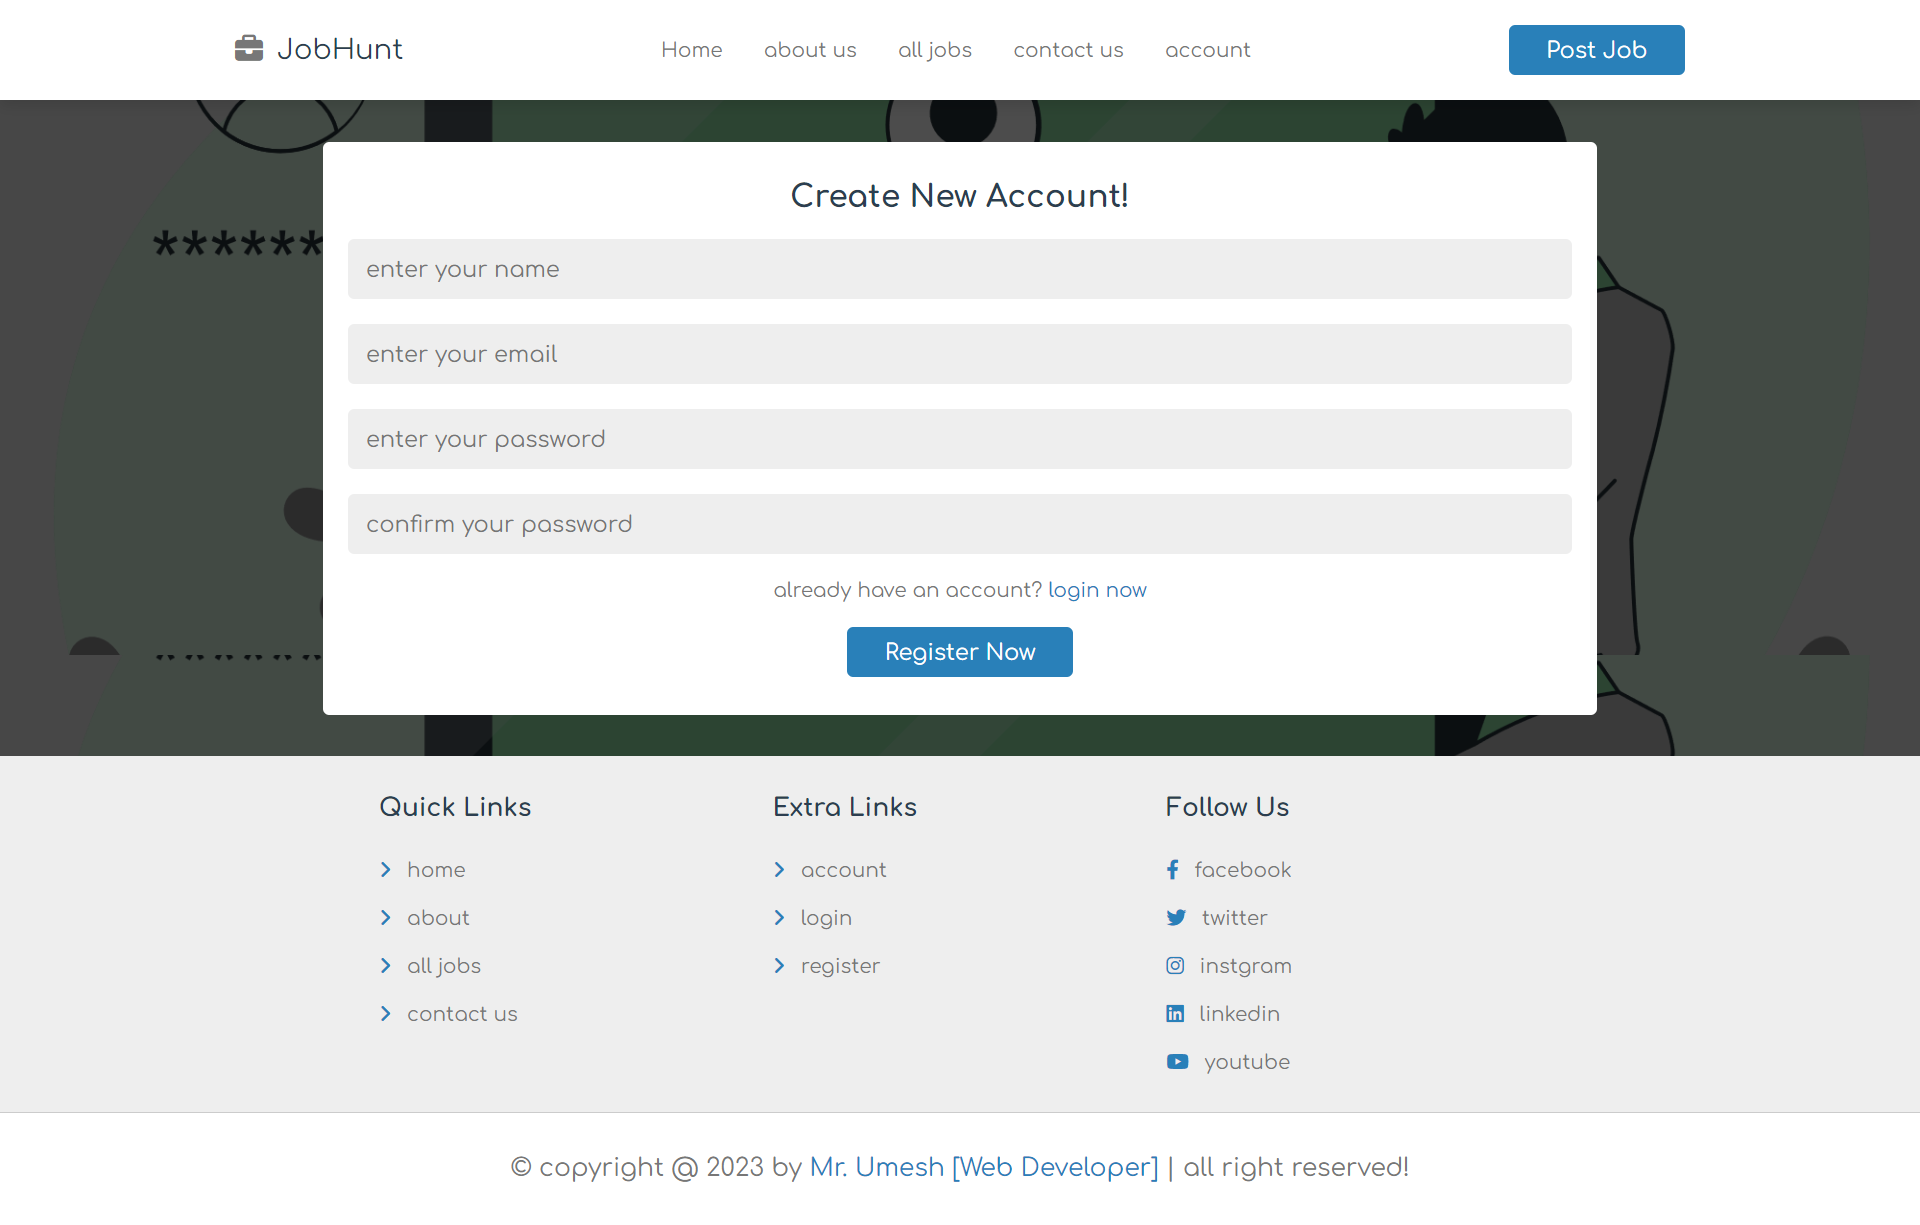 JobHunt
Home about us all jobs contact us account
Post Job
Create New Account!
******
enter your name
enter your email
enter your password
confirm your password
already have an account? login now
Register Now
Quick Links
home
about
all jobs
contact us
Extra Links
account
login
register
Follow Us
facebook
twitter
instgram
linkedin
youtube
© copyright @ 2023 by Mr. Umesh [Web Developer] | all right reserved!